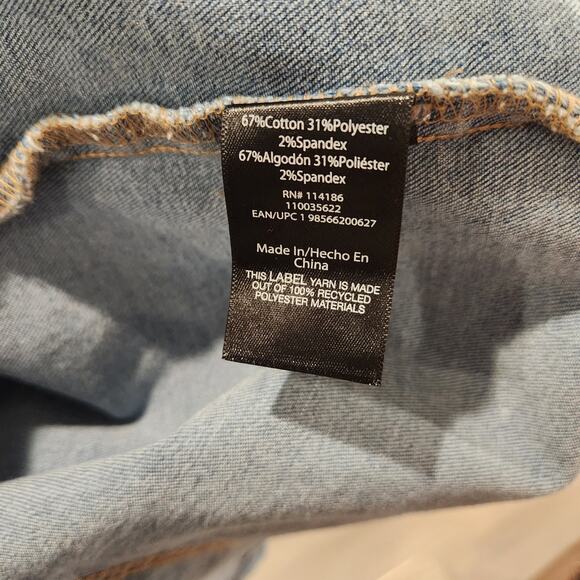 67%Cotton 31%Polyester
2%Spandex
67%Algodón 31%Poliéster
2%Spandex
RN# 114186
110035622
EAN/UPC 1 98566200627
Made In/Hecho En
China
THIS LABEL YARN IS MADE
OUT OF 100% RECYCLED
POLYESTER MATERIALS